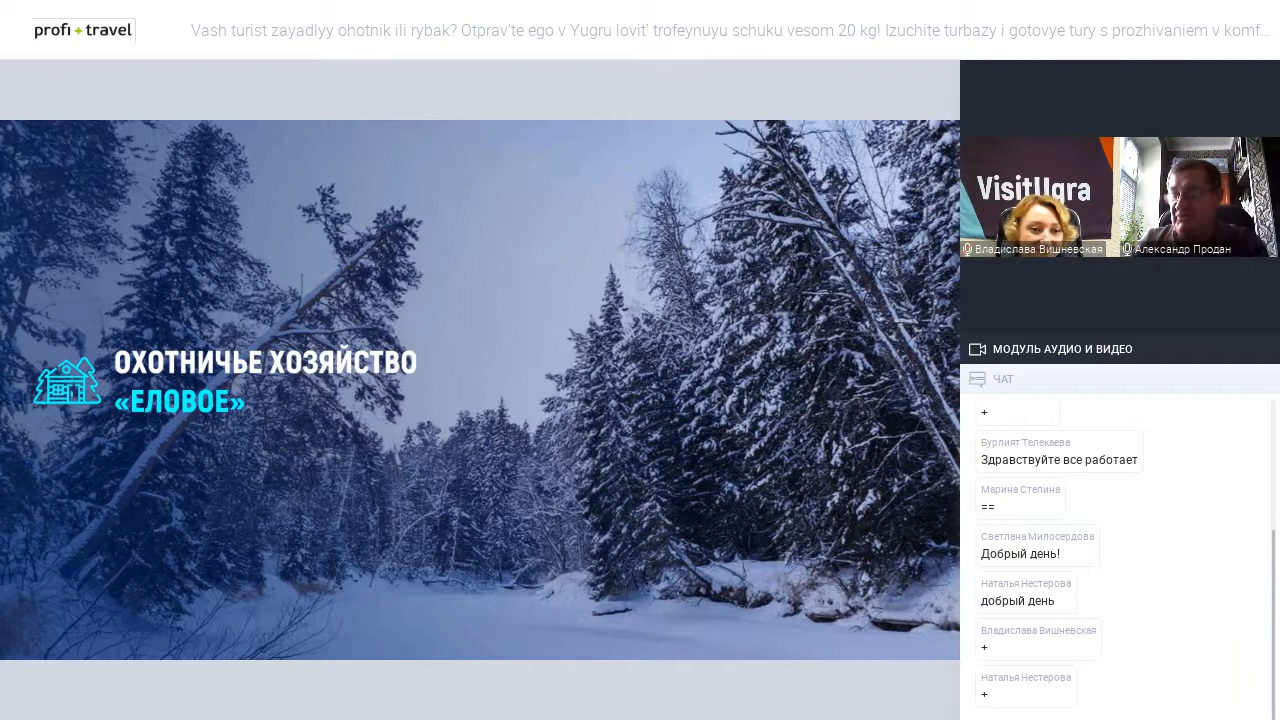 profi + travel
Vash turist zayadlyy ohotnik ili rybak? Otprav'te ego v Yugru lovit' trofeynuyu schuku vesom 20 kg! Izuchite turbazy i gotovye tury s prozhivaniem v komf...
ОХОТНИЧЬЕ ХОЗЯЙСТВО
«ЕЛОВОЕ»
VisitUgra
Владислава Вишневская
Александр Продан
МОДУЛЬ АУДИО И ВИДЕО
ЧАТ
+
Бурлият Телекаева
Здравствуйте все работает
Марина Степина
==
Светлана Милосердова
Добрый день!
Наталья Нестерова
добрый день
Владислава Вишневская
+
Наталья Нестерова
+